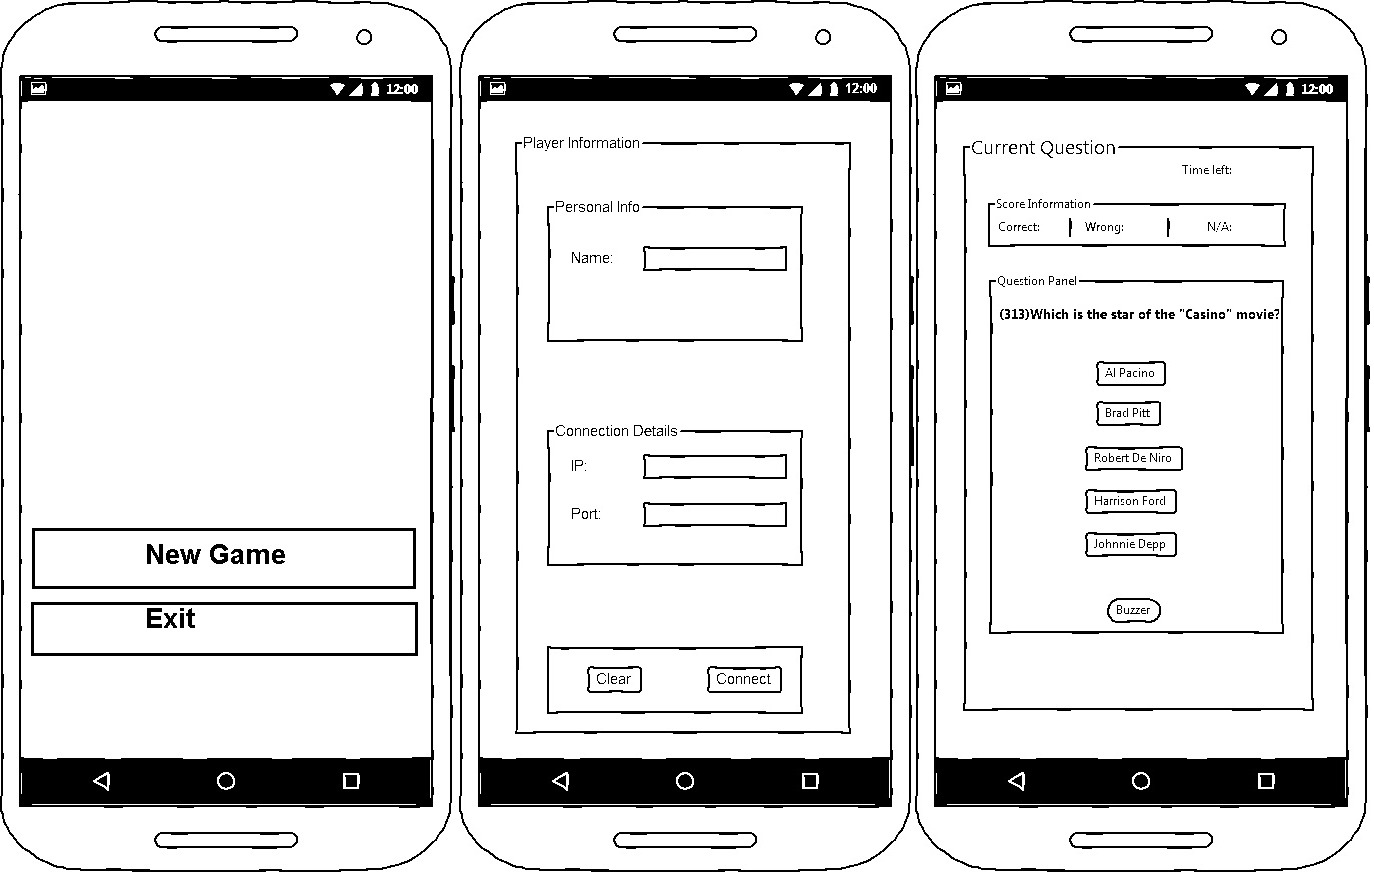 12:00
New Game
Exit
12:00
Player Information
Personal Info
Name:
Connection Details
IP:
Port:
Clear Connect
12:00
Current Question
Time left:
Score Information
Correct: Wrong: N/A:
Question Panel
(313)Which is the star of the "Casino" movie?
Al Pacino
Brad Pitt
Robert De Niro
Harrison Ford
Johnnie Depp
Buzzer